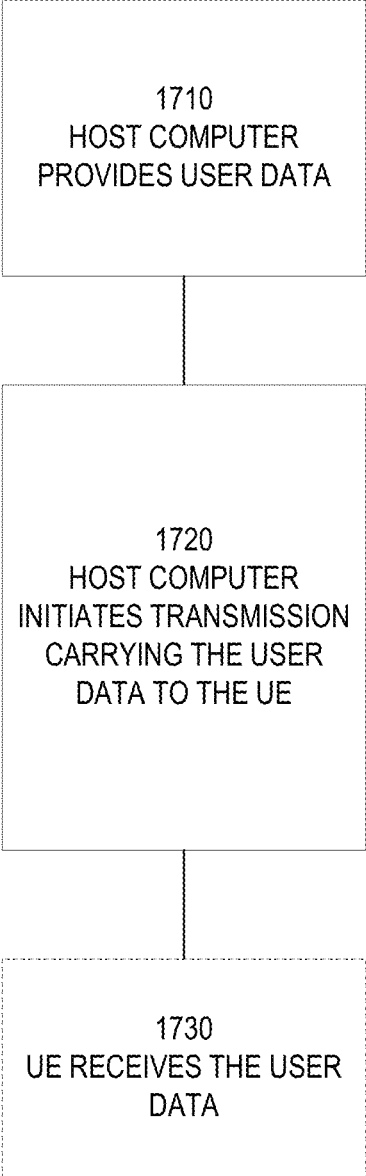 1710
HOST COMPUTER
PROVIDES USER DATA
1720
HOST COMPUTER
INITIATES TRANSMISSION
CARRYING THE USER
DATA TO THE UE
1730
UE RECEIVES THE USER
DATA